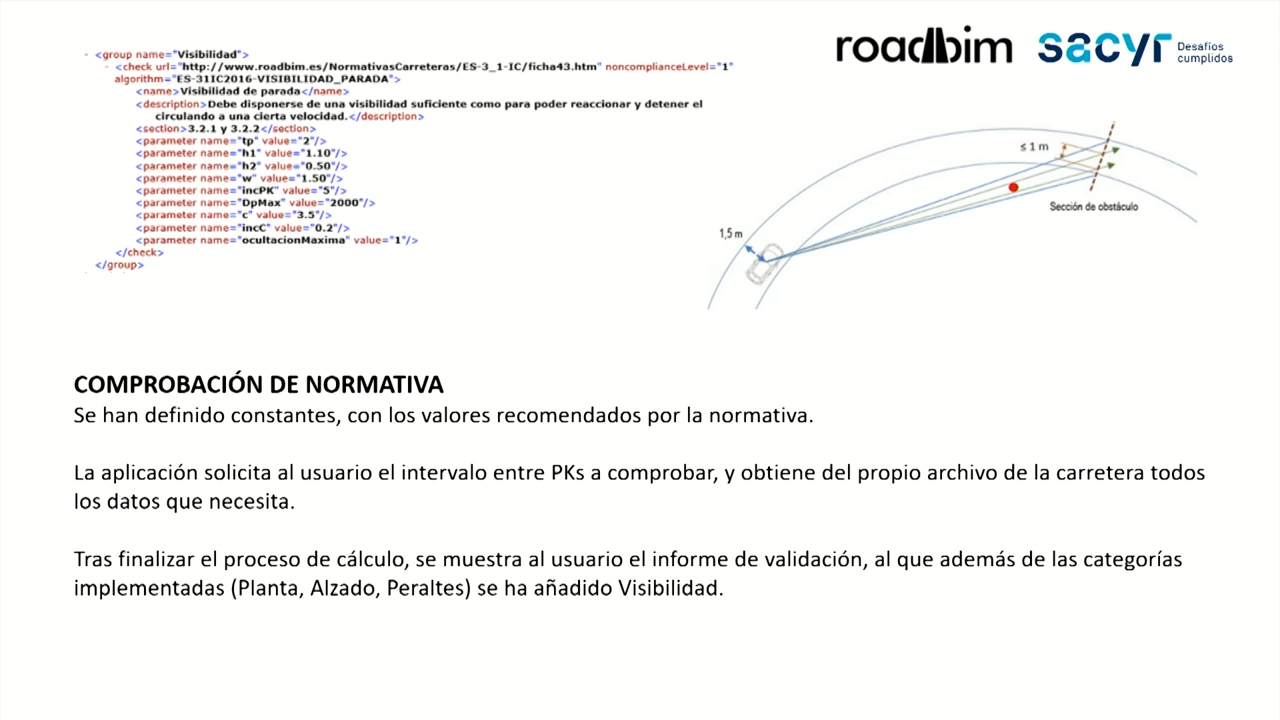 - <group name="Visibilidad">
- <check url="http://www.roadbim.es/NormativasCarreteras/ES-3_1-IC/ficha43.htm" noncomplianceLevel="1"
algorithm="ES-31IC2016-VISIBILIDAD_PARADA">
<name>Visibilidad de parada</name>
<description>Debe disponerse de una visibilidad suficiente como para poder reaccionar y detener el
circulando a una cierta velocidad.</description>
<section>3.2.1 y 3.2.2</section>
<parameter name="tp" value="2"/>
<parameter name="h1" value="1.10"/>
<parameter name="h2" value="0.50"/>
<parameter name="w" value="1.50"/>
<parameter name="incPK" value="5"/>
<parameter name="DpMax" value="2000"/>
<parameter name="c" value="3.5"/>
<parameter name="incC" value="0.2"/>
<parameter name="ocultacionMaxima" value="1"/>
</check>
</group>
roadbim
sacyr
Desafíos
cumplidos
≤ 1 m
Sección de obstáculo
1,5 m
COMPROBACIÓN DE NORMATIVA
Se han definido constantes, con los valores recomendados por la normativa.
La aplicación solicita al usuario el intervalo entre PKs a comprobar, y obtiene del propio archivo de la carretera todos
los datos que necesita.
Tras finalizar el proceso de cálculo, se muestra al usuario el informe de validación, al que además de las categorías
implementadas (Planta, Alzado, Peraltes) se ha añadido Visibilidad.